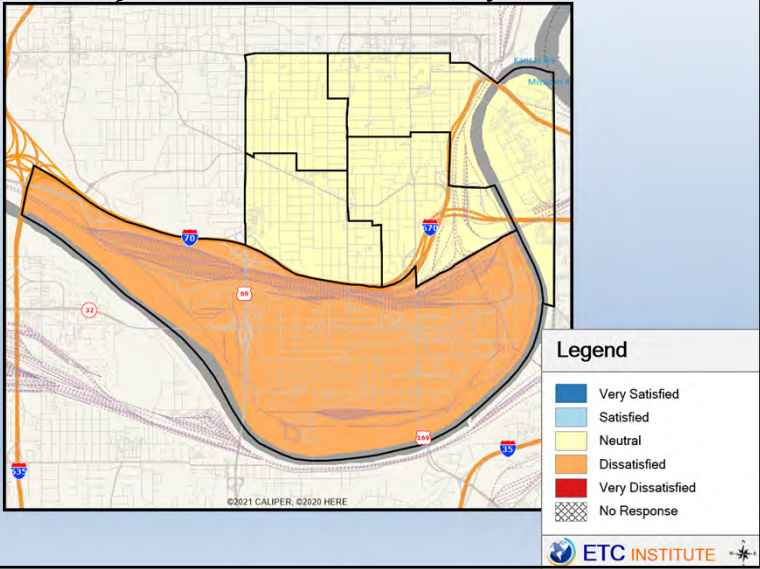 Kansas Riv
Missouri R
70
670
69
32
169
35
635
©2021 CALIPER; ©2020 HERE
Legend
Very Satisfied
Satisfied
Neutral
Dissatisfied
Very Dissatisfied
No Response
ETC INSTITUTE